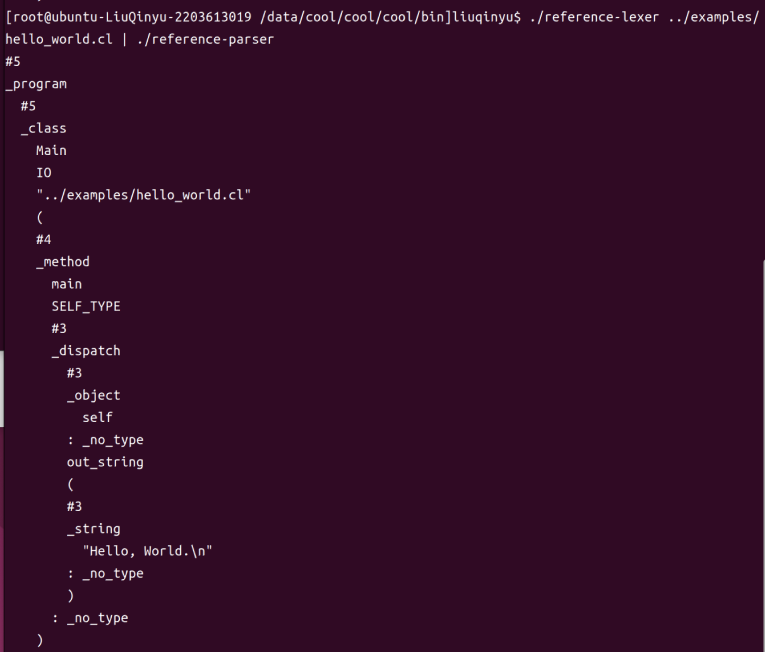 [root@ubuntu-LiuQinyu-2203613019 /data/cool/cool/cool/bin]liuqinyu$ ./reference-lexer ../examples/
hello_world.cl | ./reference-parser
#5
_program
  #5
  _class
    Main
    IO
    "../examples/hello_world.cl"
    (
    #4
    _method
      main
      SELF_TYPE
      #3
      _dispatch
        #3
        _object
          self
        : _no_type
        out_string
        (
        #3
        _string
          "Hello, World.\n"
        : _no_type
        )
      : _no_type
    )